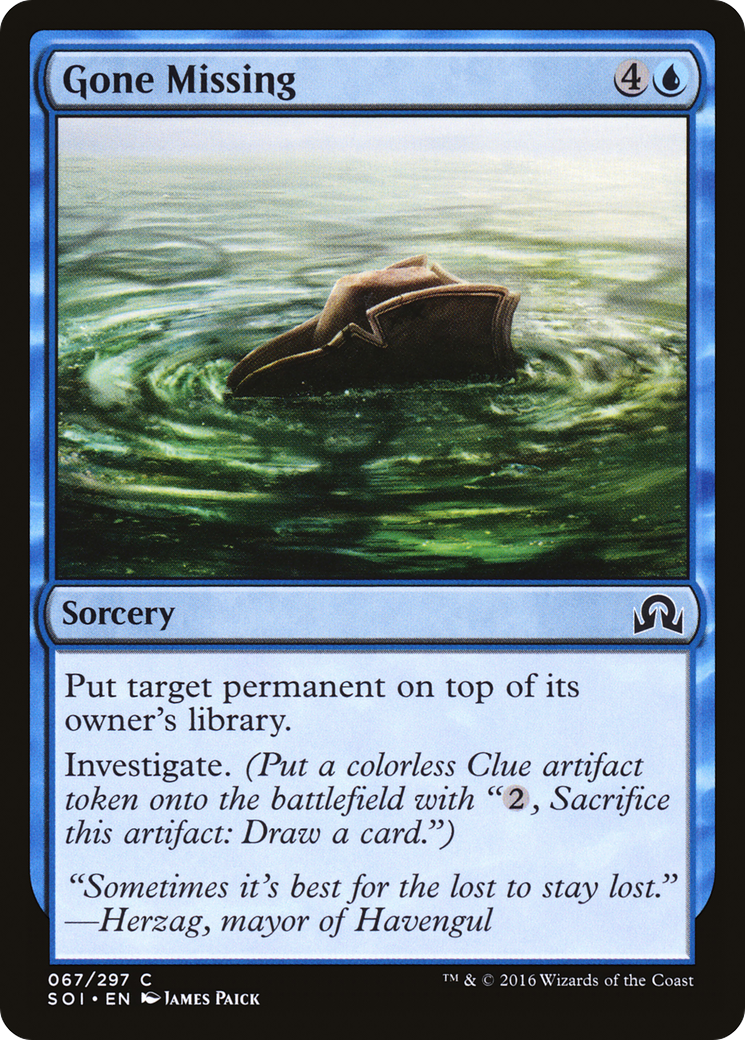 Gone Missing 4
Sorcery
Put target permanent on top of its
owner's library.
Investigate. (Put a colorless Clue artifact
token onto the battlefield with “2, Sacrifice
this artifact: Draw a card.”)
“Sometimes it's best for the lost to stay lost.”
—Herzag, mayor of Havengul
067/297 C
SOI • EN James Paick
™ & © 2016 Wizards of the Coast